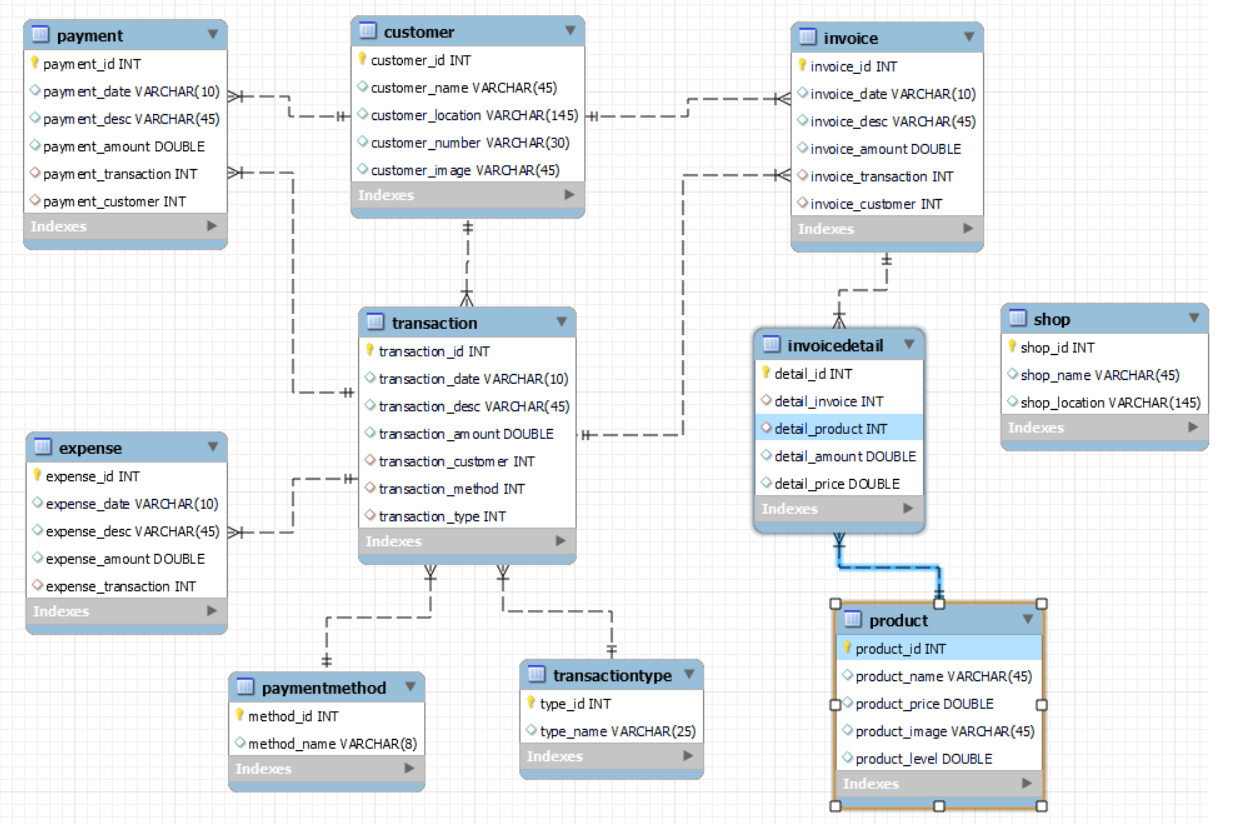 payment
payment_id INT
payment_date VARCHAR(10)
payment_desc VARCHAR(45)
payment_amount DOUBLE
payment_transaction INT
payment_customer INT
Indexes
customer
customer_id INT
customer_name VARCHAR(45)
customer_location VARCHAR(145)
customer_number VARCHAR(30)
customer_image VARCHAR(45)
Indexes
invoice
invoice_id INT
invoice_date VARCHAR(10)
invoice_desc VARCHAR(45)
invoice_amount DOUBLE
invoice_transaction INT
invoice_customer INT
Indexes
transaction
transaction_id INT
transaction_date VARCHAR(10)
transaction_desc VARCHAR(45)
transaction_amount DOUBLE
transaction_customer INT
transaction_method INT
transaction_type INT
Indexes
invoicedetail
detail_id INT
detail_invoice INT
detail_product INT
detail_amount DOUBLE
detail_price DOUBLE
Indexes
shop
shop_id INT
shop_name VARCHAR(45)
shop_location VARCHAR(145)
Indexes
expense
expense_id INT
expense_date VARCHAR(10)
expense_desc VARCHAR(45)
expense_amount DOUBLE
expense_transaction INT
Indexes
paymentmethod
method_id INT
method_name VARCHAR(8)
Indexes
transactiontype
type_id INT
type_name VARCHAR(25)
Indexes
product
product_id INT
product_name VARCHAR(45)
product_price DOUBLE
product_image VARCHAR(45)
product_level DOUBLE
Indexes